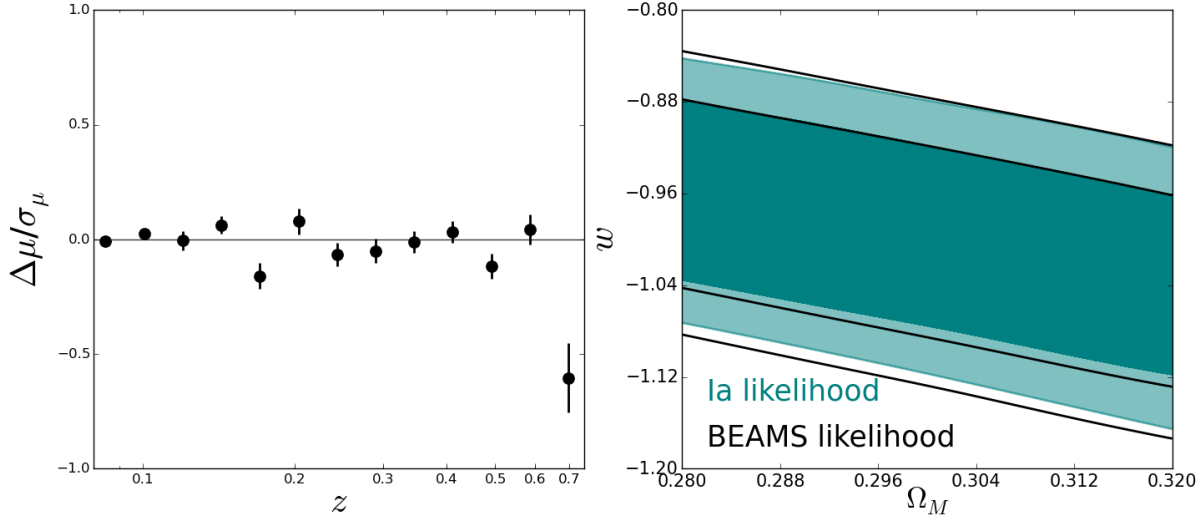 1.0
0.5
0.0
−0.5
−1.0
Δμ/σ_μ
0.1 0.2 0.3 0.4 0.5 0.6 0.7
z
−0.80
−0.88
−0.96
−1.04
−1.12
−1.20
w
Ia likelihood
BEAMS likelihood
0.280 0.288 0.296 0.304 0.312 0.320
Ω_M